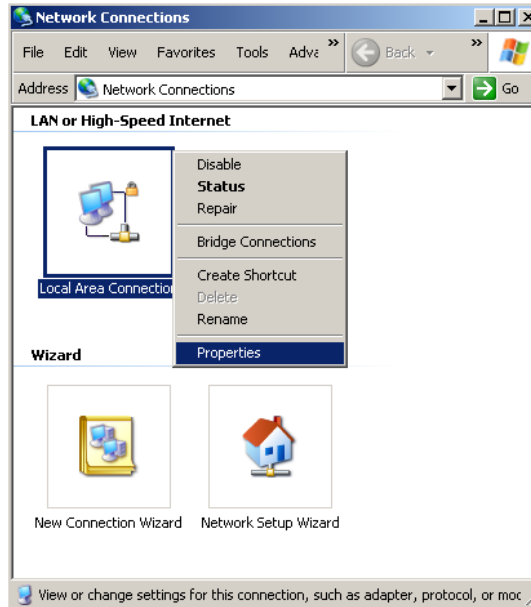 Network Connections
File Edit View Favorites Tools Adva » Back »
Address Network Connections Go
LAN or High-Speed Internet
Local Area Connection
Disable
Status
Repair
Bridge Connections
Create Shortcut
Delete
Rename
Properties
Wizard
New Connection Wizard Network Setup Wizard
View or change settings for this connection, such as adapter, protocol, or moc